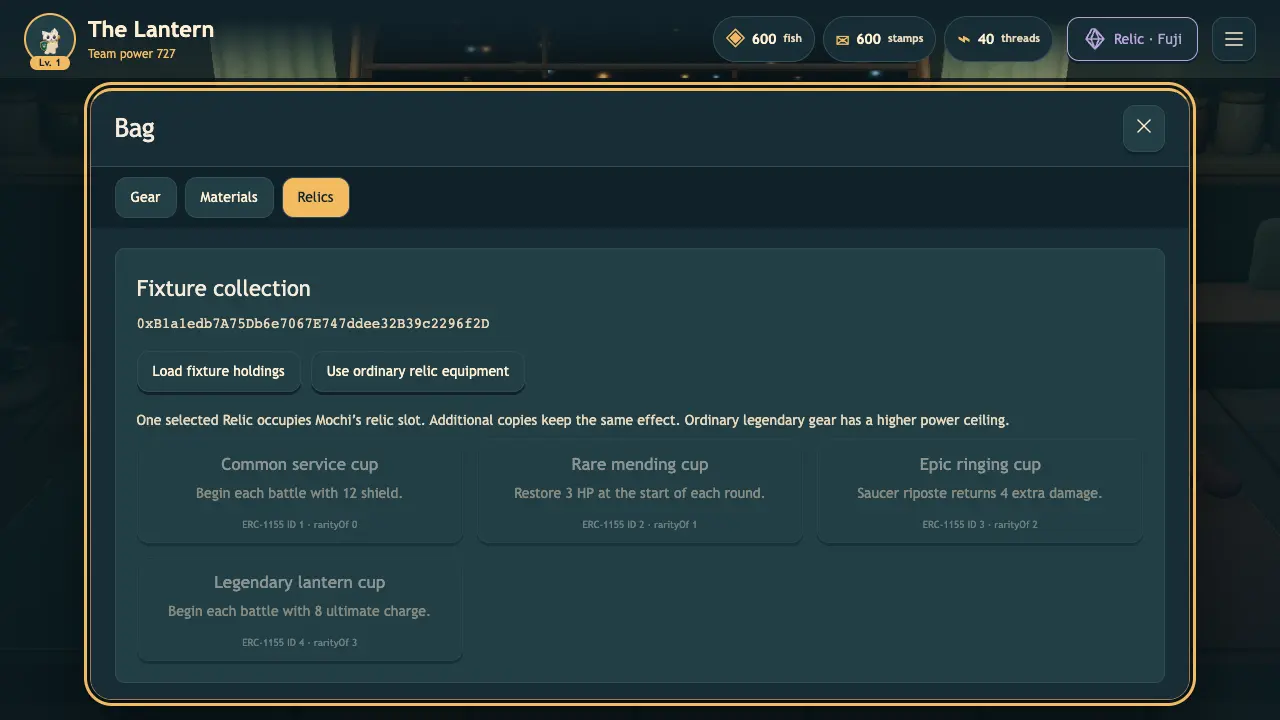 The Lantern
Team power 727
Lv. 1
600 fish
600 stamps
40 threads
Relic · Fuji
Bag
Gear
Materials
Relics
Fixture collection
0xB1a1edb7A75Db6e7067E747ddee32B39c2296f2D
Load fixture holdings
Use ordinary relic equipment
One selected Relic occupies Mochi's relic slot. Additional copies keep the same effect. Ordinary legendary gear has a higher power ceiling.
Common service cup
Begin each battle with 12 shield.
ERC-1155 ID 1 · rarityOf 0
Rare mending cup
Restore 3 HP at the start of each round.
ERC-1155 ID 2 · rarityOf 1
Epic ringing cup
Saucer riposte returns 4 extra damage.
ERC-1155 ID 3 · rarityOf 2
Legendary lantern cup
Begin each battle with 8 ultimate charge.
ERC-1155 ID 4 · rarityOf 3